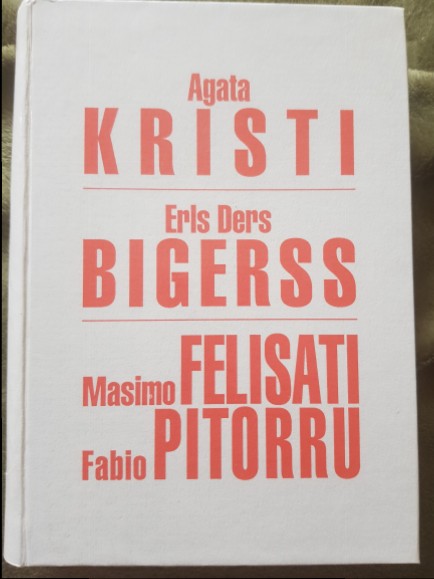 Agata
KRISTI
Erls Ders
BIGERSS
Masimo FELISATI
Fabio PITORRU